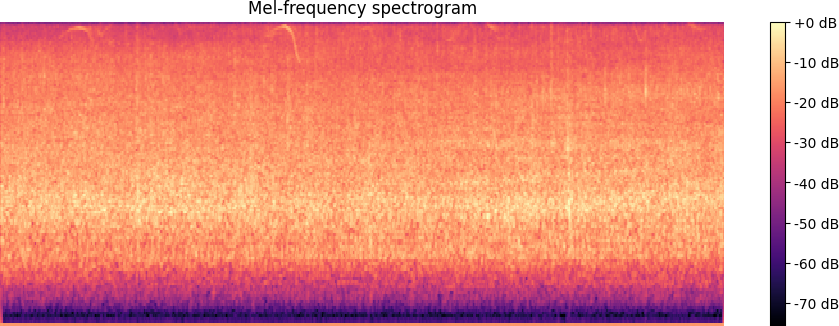 Mel-frequency spectrogram
+0 dB
-10 dB
-20 dB
-30 dB
-40 dB
-50 dB
-60 dB
-70 dB